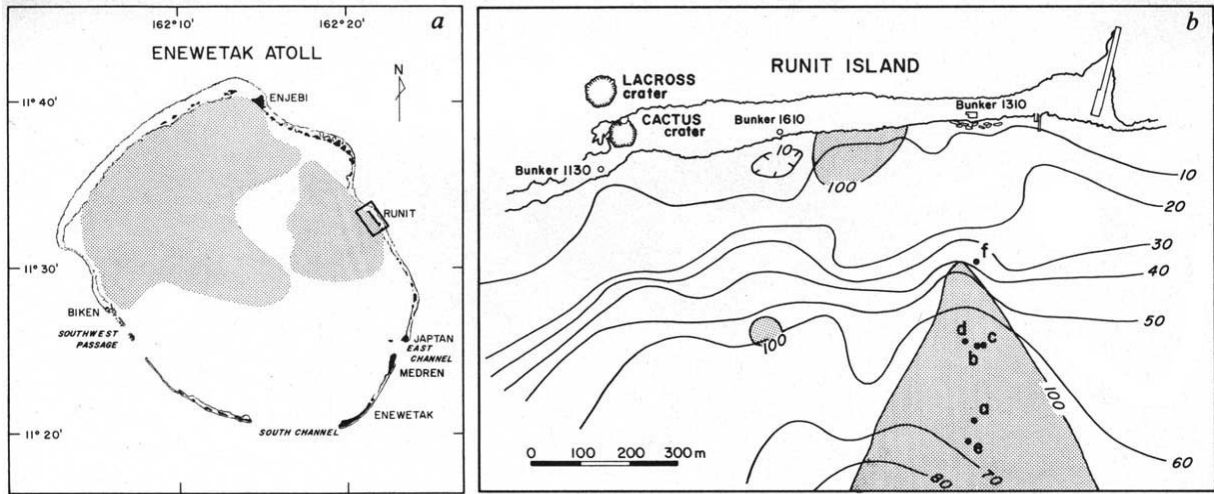 a
162°10'
162°20'
ENEWETAK ATOLL
N
11°40'
ENJEBI
RUNIT
11°30'
BIKEN
SOUTHWEST
PASSAGE
JAPTAN
EAST
CHANNEL
MEDREN
ENEWETAK
11°20'
SOUTH CHANNEL
b
RUNIT ISLAND
LACROSS
crater
CACTUS
crater
Bunker 1610
Bunker 1310
Bunker 1130
10
100
10
20
30
f
40
50
100
d
c
b
100
a
e
60
70
80
0 100 200 300 m